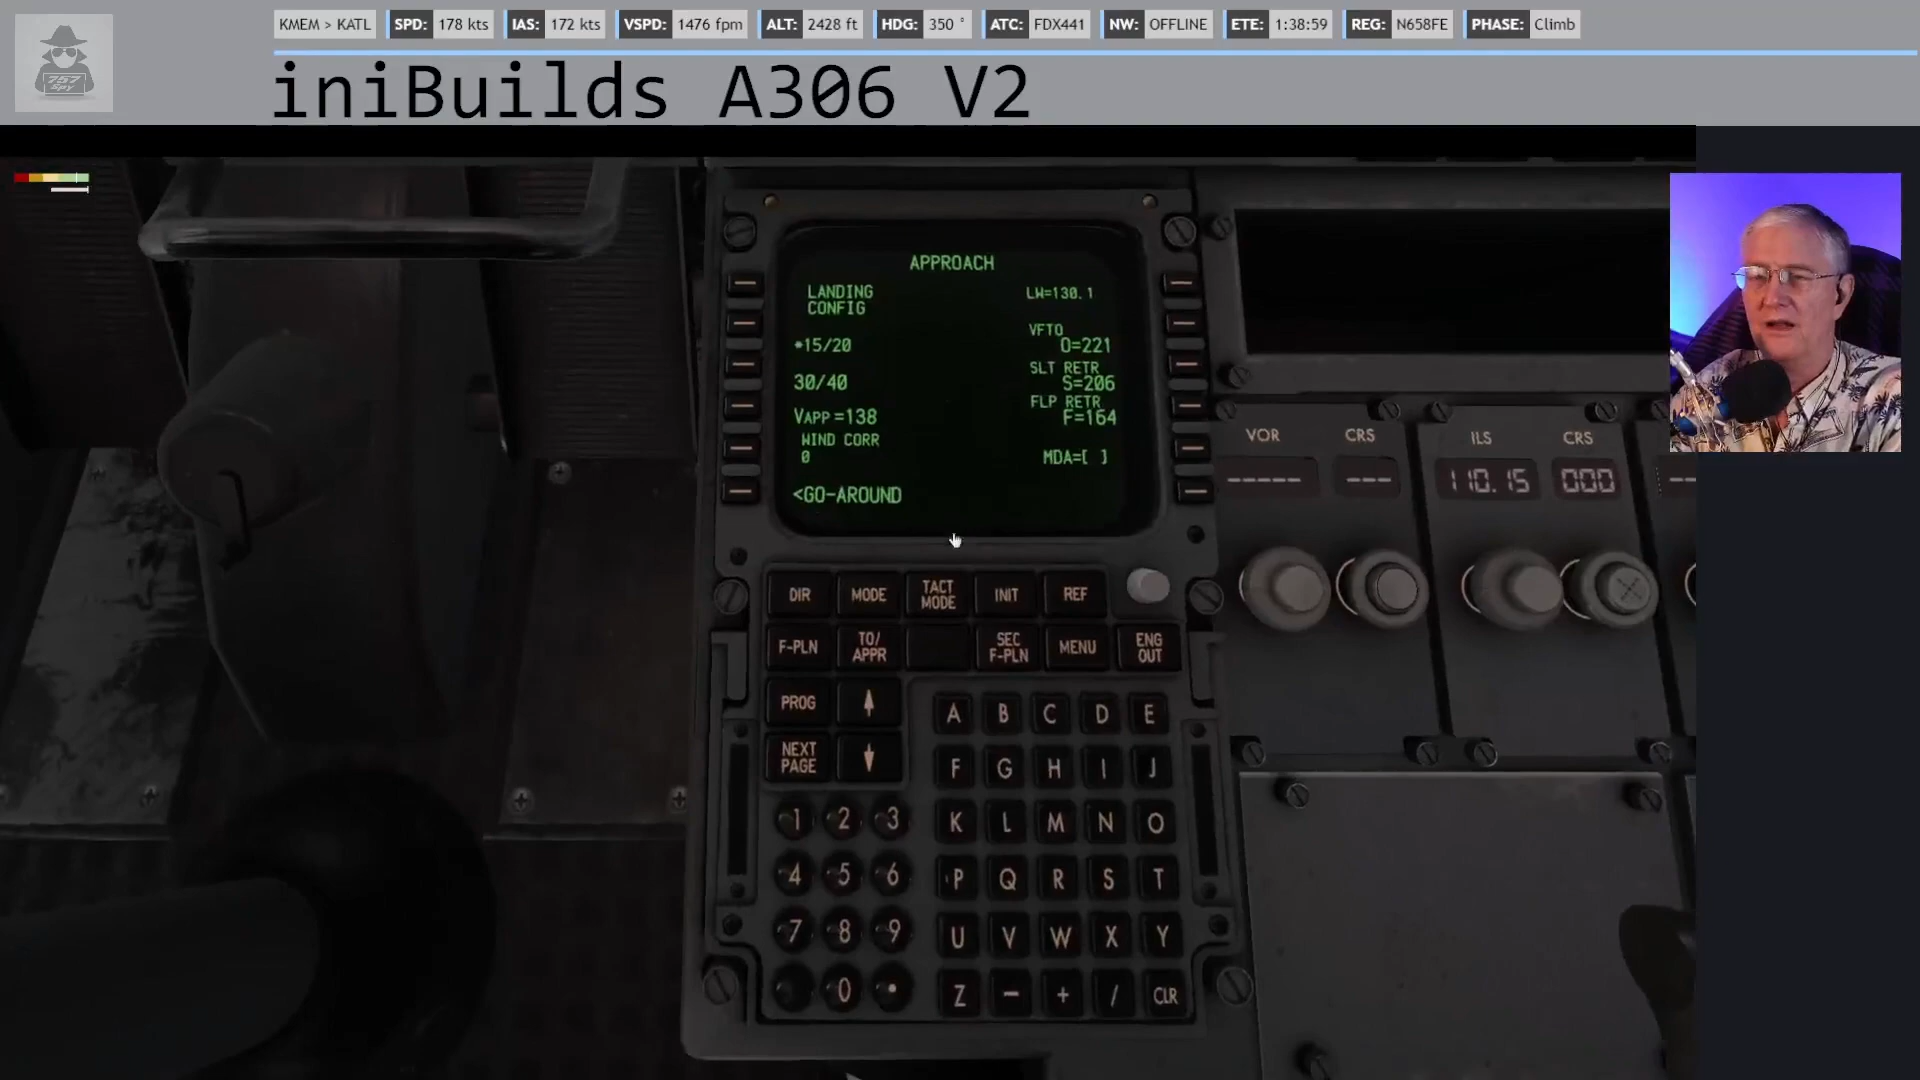 KMEM > KATL SPD: 178 kts IAS: 172 kts VSPD: 1476 fpm ALT: 2428 ft HDG: 350 ° ATC: FDX441 NW: OFFLINE ETE: 1:38:59 REG: N658FE PHASE: Climb
757
Spy
iniBuilds A306 V2
APPROACH
LANDING LW=130.1
CONFIG
VFTO
*15/20 O=221
SLT RETR
30/40 S=206
FLP RETR
VAPP=138 F=164
WIND CORR
0 MDA=[ ]
<GO-AROUND
VOR CRS ILS CRS
----- --- 110.15 000 --
DIR MODE TACT MODE INIT REF
F-PLN TO/APPR SEC F-PLN MENU ENG OUT
PROG
NEXT PAGE
A B C D E
F G H I J
1 2 3 K L M N O
4 5 6 P Q R S T
7 8 9 U V W X Y
0 . Z - + / CLR